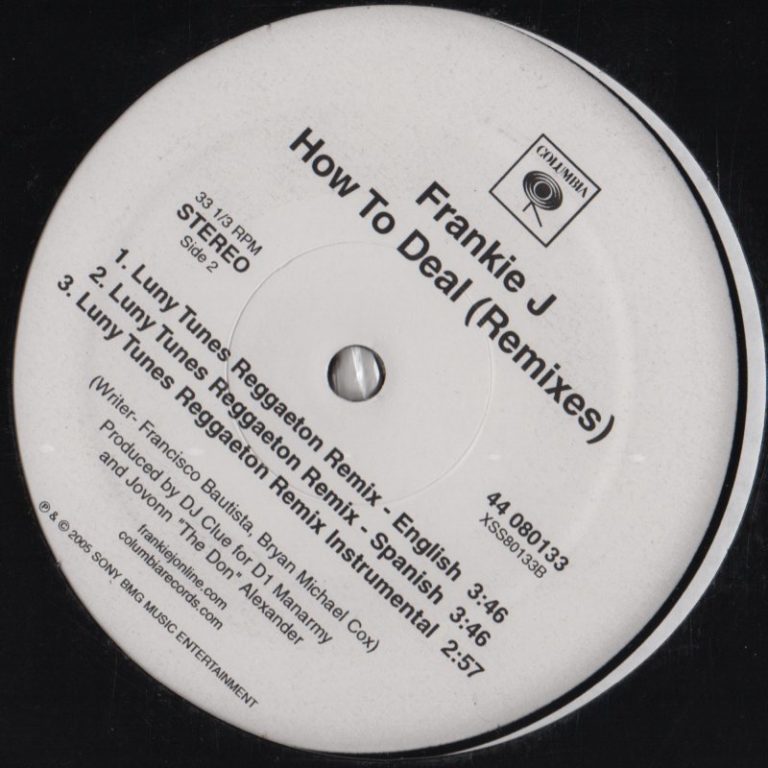 COLUMBIA
Frankie J
How To Deal (Remixes)
33 1/3 RPM
STEREO
Side 2
1. Luny Tunes Reggaeton Remix - English 3:46
2. Luny Tunes Reggaeton Remix - Spanish 3:46
3. Luny Tunes Reggaeton Remix Instrumental 2:57
44 080133
XSS80133B
(Writer- Francisco Bautista, Bryan Michael Cox)
Produced by DJ Clue for D1 Manarmy
and Jovonn "The Don" Alexander
frankiejonline.com
columbiarecords.com
℗ & © 2005 SONY BMG MUSIC ENTERTAINMENT